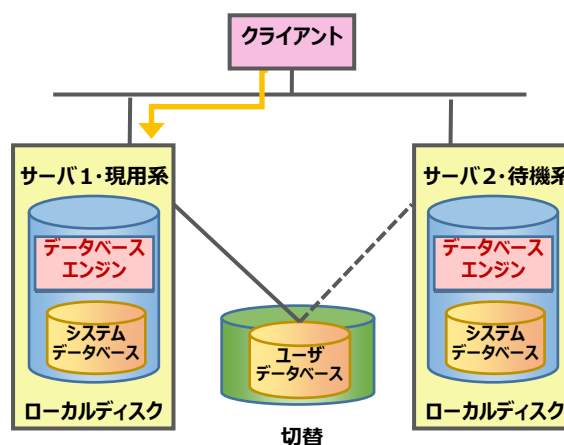 クライアント
サーバ1・現用系
データベース
エンジン
システム
データベース
ローカルディスク
サーバ2・待機系
データベース
エンジン
システム
データベース
ローカルディスク
ユーザ
データベース
切替